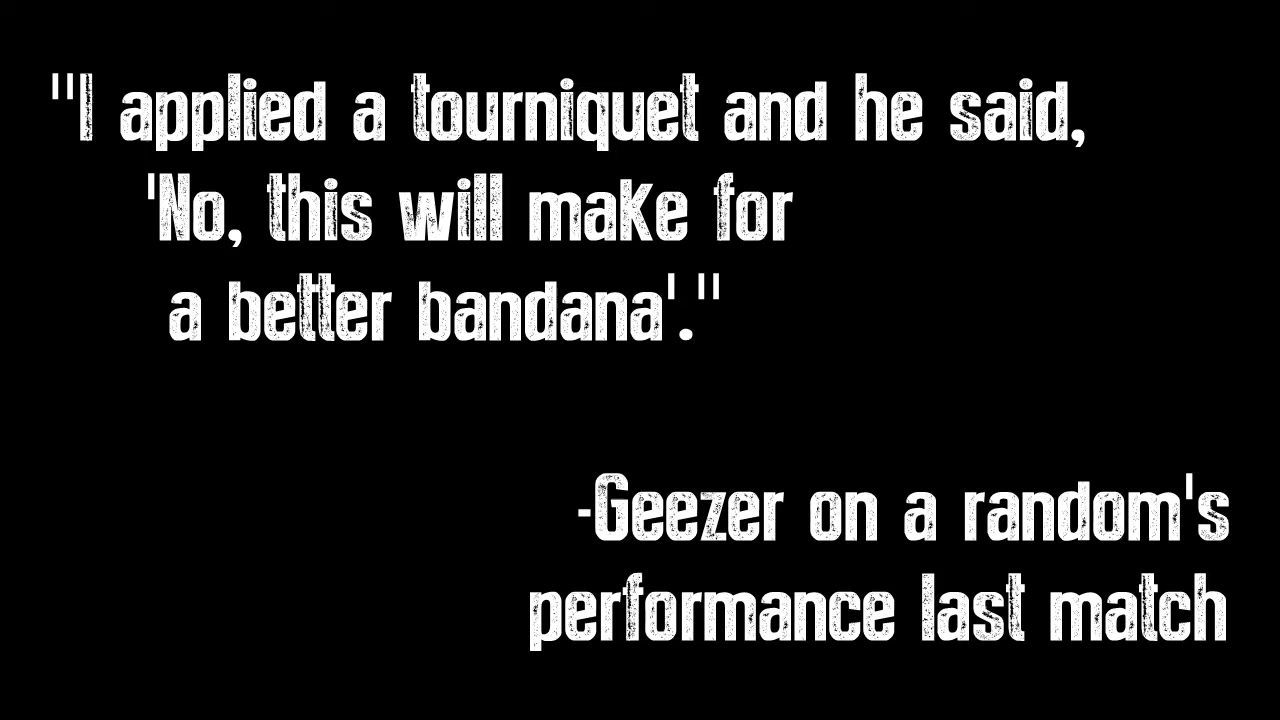 "I applied a tourniquet and he said,
'No, this will make for
a better bandana'."
-Geezer on a random's
performance last match